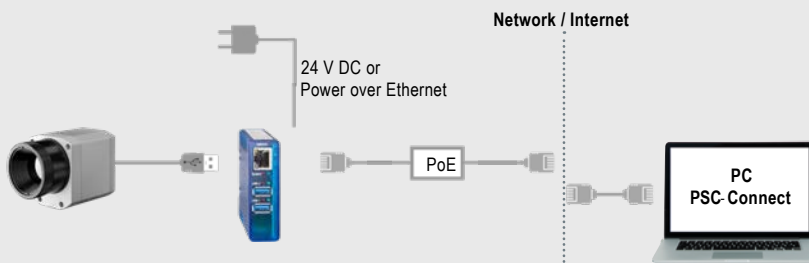 Network / Internet
24 V DC or
Power over Ethernet
PoE
PC
PSC-Connect